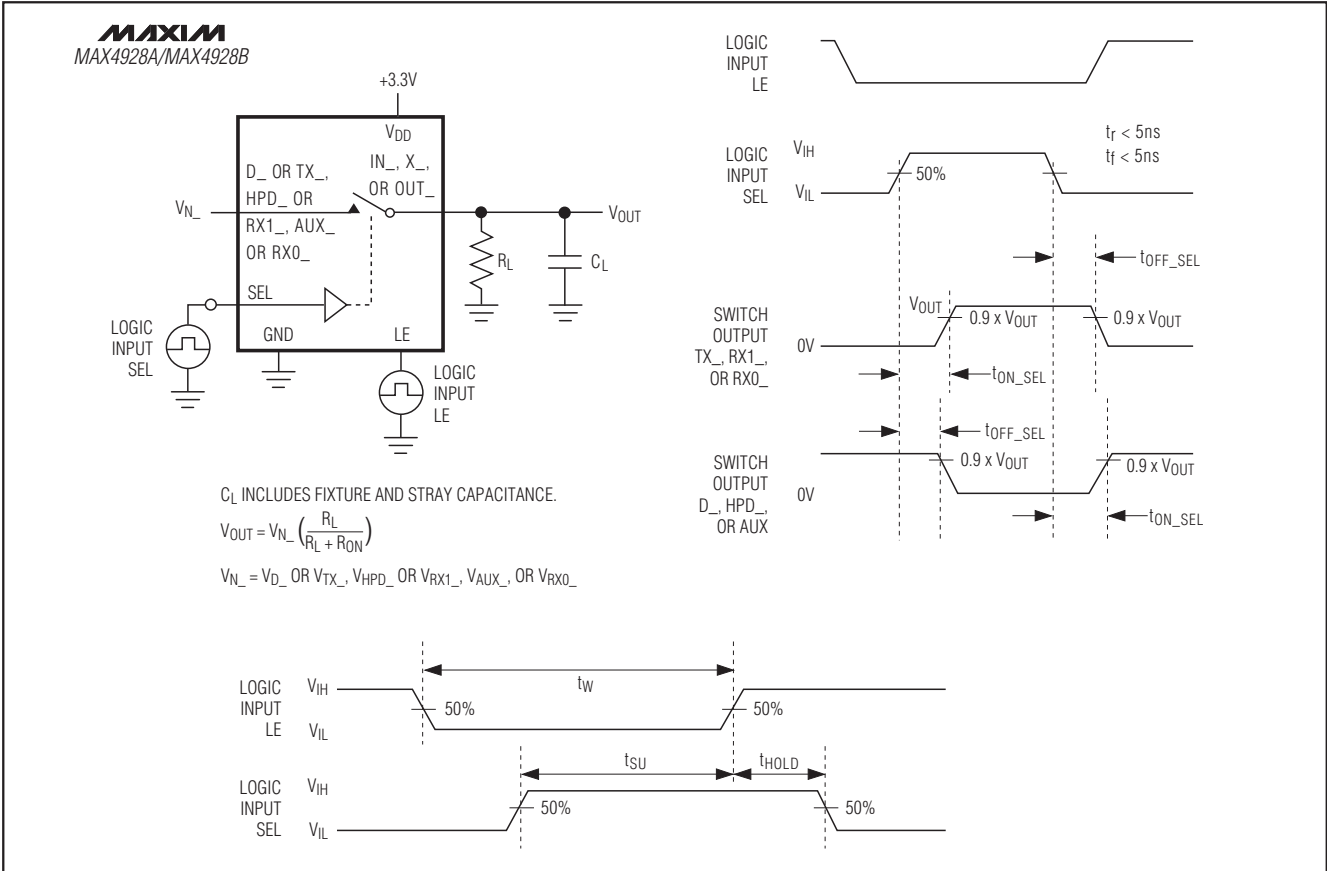 MAXIM
MAX4928A/MAX4928B
+3.3V
VDD
D_ OR TX_,
HPD_ OR
RX1_, AUX_
OR RX0_
IN_, X_,
OR OUT_
VN_
VOUT
RL
CL
SEL
GND
LE
LOGIC
INPUT
SEL
LOGIC
INPUT
LE
CL INCLUDES FIXTURE AND STRAY CAPACITANCE.
VOUT = VN_ (RL / RL + RON)
VN_ = VD_ OR VTX_, VHPD_ OR VRX1_, VAUX_, OR VRX0_
LOGIC
INPUT
LE
LOGIC
INPUT
SEL
VIH
VIL
50%
tr < 5ns
tf < 5ns
tOFF_SEL
SWITCH
OUTPUT
TX_, RX1_,
OR RX0_
VOUT
0V
0.9 x VOUT
0.9 x VOUT
tON_SEL
tOFF_SEL
SWITCH
OUTPUT
D_, HPD_,
OR AUX
0V
0.9 x VOUT
0.9 x VOUT
tON_SEL
LOGIC
INPUT
LE
VIH
VIL
50%
tW
50%
LOGIC
INPUT
SEL
VIH
VIL
50%
tSU
tHOLD
50%